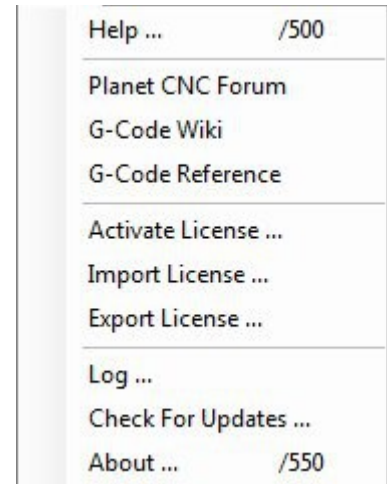 Help ... /500
Planet CNC Forum
G-Code Wiki
G-Code Reference
Activate License ...
Import License ...
Export License ...
Log ...
Check For Updates ...
About ... /550